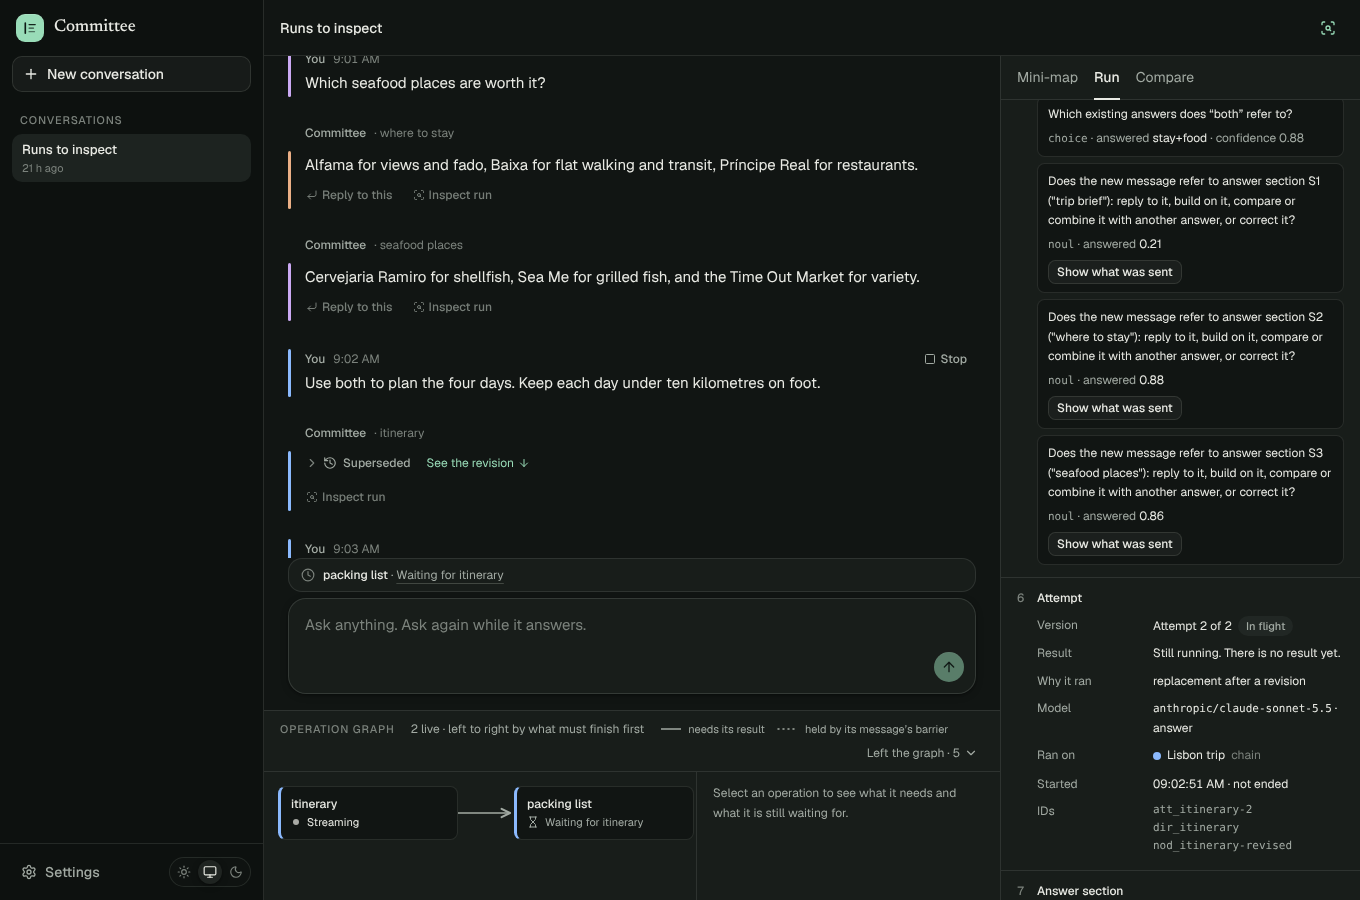 Committee
New conversation
CONVERSATIONS
Runs to inspect
21 h ago
Settings
Runs to inspect
You 9:01 AM
Which seafood places are worth it?
Committee · where to stay
Alfama for views and fado, Baixa for flat walking and transit, Príncipe Real for restaurants.
Reply to this Inspect run
Committee · seafood places
Cervejaria Ramiro for shellfish, Sea Me for grilled fish, and the Time Out Market for variety.
Reply to this Inspect run
You 9:02 AM Stop
Use both to plan the four days. Keep each day under ten kilometres on foot.
Committee · itinerary
Superseded See the revision ↓
Inspect run
You 9:03 AM
packing list · Waiting for itinerary
Ask anything. Ask again while it answers.
OPERATION GRAPH 2 live · left to right by what must finish first needs its result held by its message's barrier
Left the graph · 5
itinerary
Streaming
packing list
Waiting for itinerary
Select an operation to see what it needs and
what it is still waiting for.
Mini-map Run Compare
Which existing answers does “both” refer to?
choice · answered stay+food · confidence 0.88
Does the new message refer to answer section S1
("trip brief"): reply to it, build on it, compare or
combine it with another answer, or correct it?
noul · answered 0.21
Show what was sent
Does the new message refer to answer section S2
("where to stay"): reply to it, build on it, compare or
combine it with another answer, or correct it?
noul · answered 0.88
Show what was sent
Does the new message refer to answer section S3
("seafood places"): reply to it, build on it, compare or
combine it with another answer, or correct it?
noul · answered 0.86
Show what was sent
6 Attempt
Version Attempt 2 of 2 In flight
Result Still running. There is no result yet.
Why it ran replacement after a revision
Model anthropic/claude-sonnet-5.5 ·
answer
Ran on Lisbon trip chain
Started 09:02:51 AM · not ended
IDs att_itinerary-2
dir_itinerary
nod_itinerary-revised
7 Answer section